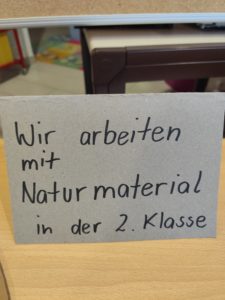 Wir arbeiten
mit
Naturmaterial
in der 2. Klasse